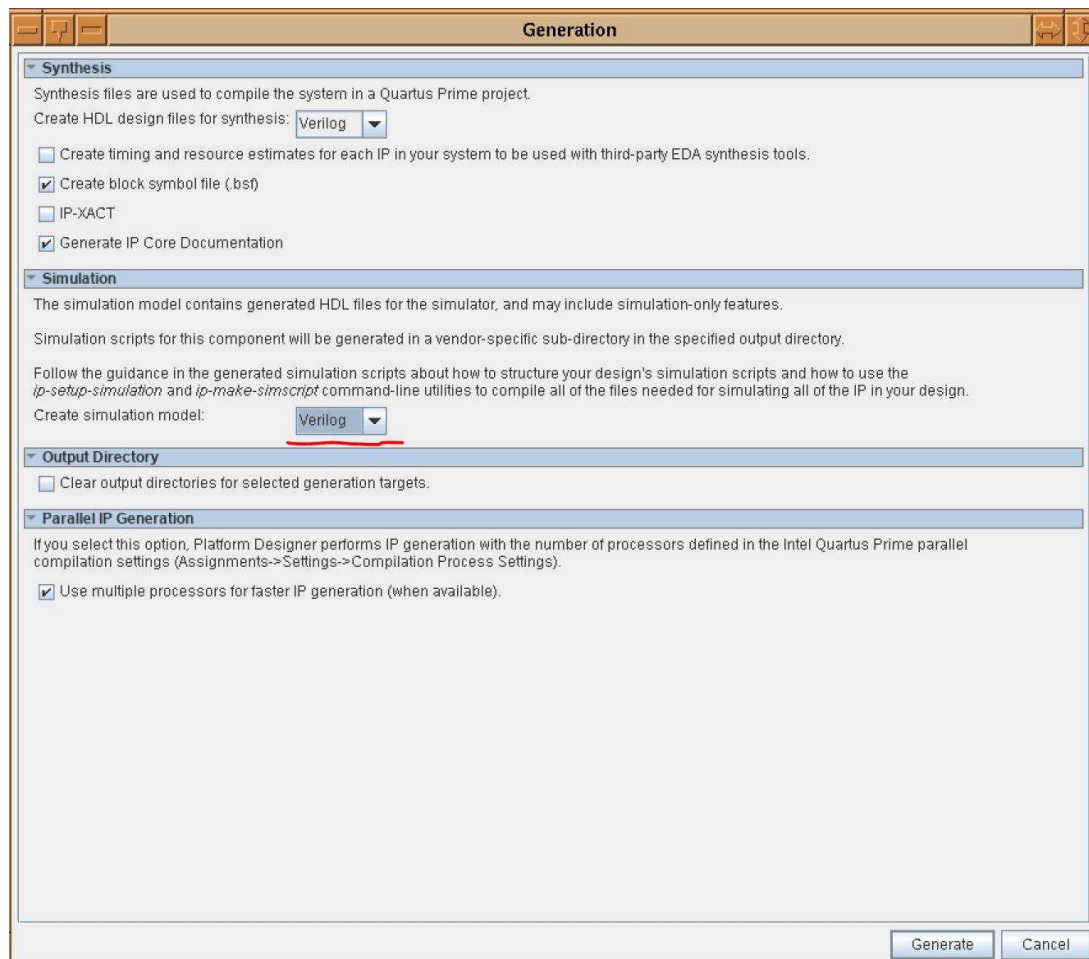 Generation
Synthesis
Synthesis files are used to compile the system in a Quartus Prime project.
Create HDL design files for synthesis: Verilog
Create timing and resource estimates for each IP in your system to be used with third-party EDA synthesis tools.
Create block symbol file (.bsf)
IP-XACT
Generate IP Core Documentation
Simulation
The simulation model contains generated HDL files for the simulator, and may include simulation-only features.
Simulation scripts for this component will be generated in a vendor-specific sub-directory in the specified output directory.
Follow the guidance in the generated simulation scripts about how to structure your design's simulation scripts and how to use the
ip-setup-simulation and ip-make-simscript command-line utilities to compile all of the files needed for simulating all of the IP in your design.
Create simulation model: Verilog
Output Directory
Clear output directories for selected generation targets.
Parallel IP Generation
If you select this option, Platform Designer performs IP generation with the number of processors defined in the Intel Quartus Prime parallel
compilation settings (Assignments->Settings->Compilation Process Settings).
Use multiple processors for faster IP generation (when available).
Generate Cancel